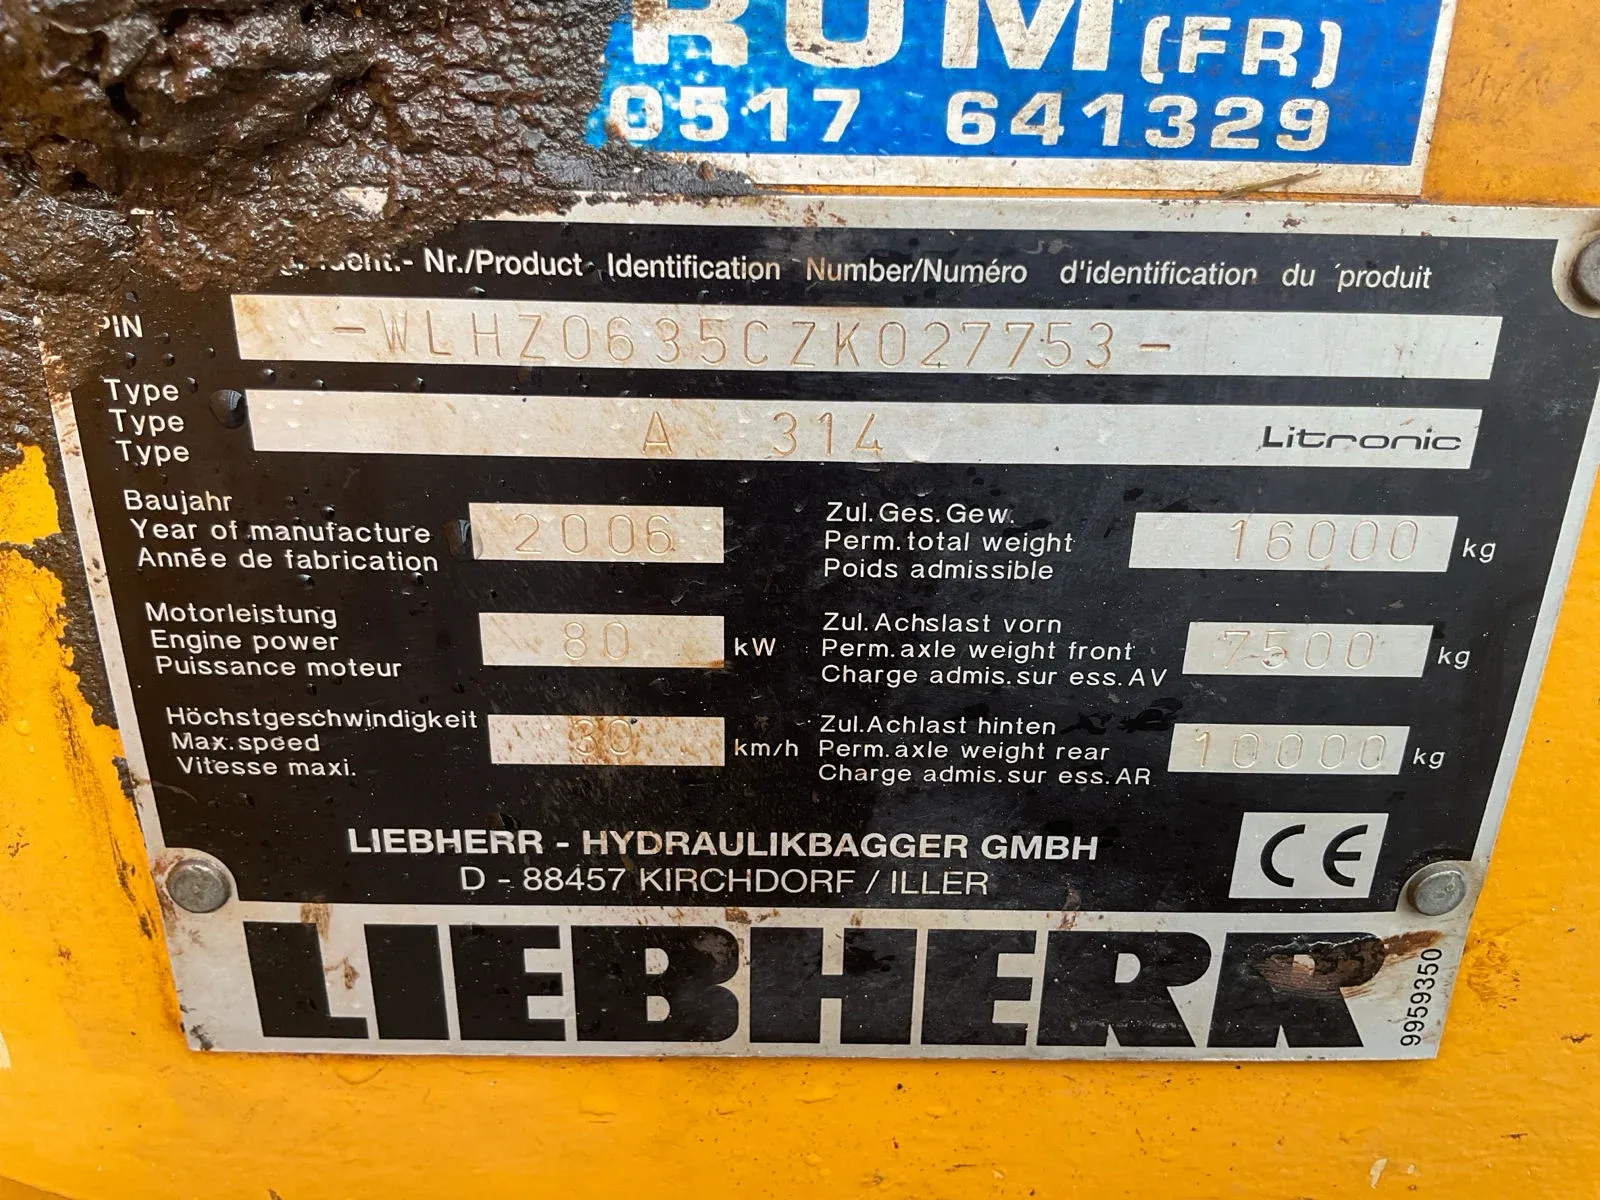 RUM (FR)
0517 641329
Nr./Product Identification Number/Numéro d'identification du produit
PIN
-WLHZ0635CZK027753-
Type
Type
Type
A 314 Litronic
Baujahr
Year of manufacture
Année de fabrication
2006
Zul.Ges.Gew.
Perm.total weight
Poids admissible
16000 kg
Motorleistung
Engine power
Puissance moteur
80 kW
Zul.Achslast vorn
Perm.axle weight front
Charge admis.sur ess.AV
7500 kg
Höchstgeschwindigkeit
Max.speed
Vitesse maxi.
30 km/h
Zul.Achlast hinten
Perm.axle weight rear
Charge admis.sur ess.AR
10000 kg
LIEBHERR - HYDRAULIKBAGGER GMBH
D - 88457 KIRCHDORF / ILLER
CE
LIEBHERR
9959350